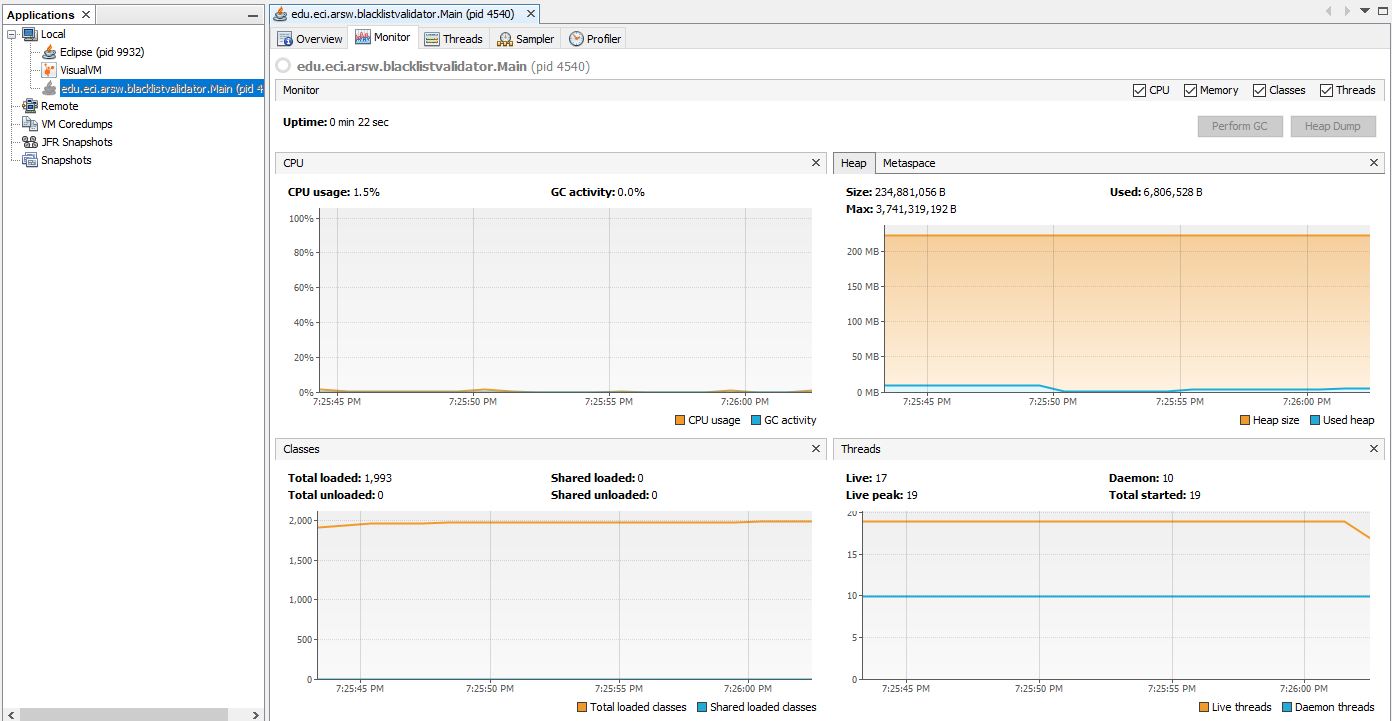 Applications
Local
Eclipse (pid 9932)
VisualVM
edu.eci.arsw.blacklistvalidator.Main (pid 4
Remote
VM Coredumps
JFR Snapshots
Snapshots
edu.eci.arsw.blacklistvalidator.Main (pid 4540)
Overview Monitor Threads Sampler Profiler
edu.eci.arsw.blacklistvalidator.Main (pid 4540)
Monitor CPU Memory Classes Threads
Uptime: 0 min 22 sec Perform GC Heap Dump
CPU
CPU usage: 1.5% GC activity: 0.0%
100%
80%
60%
40%
20%
0%
7:25:45 PM 7:25:50 PM 7:25:55 PM 7:26:00 PM
CPU usage GC activity
Heap Metaspace
Size: 234,881,056 B Used: 6,806,528 B
Max: 3,741,319,192 B
200 MB
150 MB
100 MB
50 MB
0 MB
7:25:45 PM 7:25:50 PM 7:25:55 PM 7:26:00 PM
Heap size Used heap
Classes
Total loaded: 1,993 Shared loaded: 0
Total unloaded: 0 Shared unloaded: 0
2,000
1,500
1,000
500
0
7:25:45 PM 7:25:50 PM 7:25:55 PM 7:26:00 PM
Total loaded classes Shared loaded classes
Threads
Live: 17 Daemon: 10
Live peak: 19 Total started: 19
20
15
10
5
0
7:25:45 PM 7:25:50 PM 7:25:55 PM 7:26:00 PM
Live threads Daemon threads